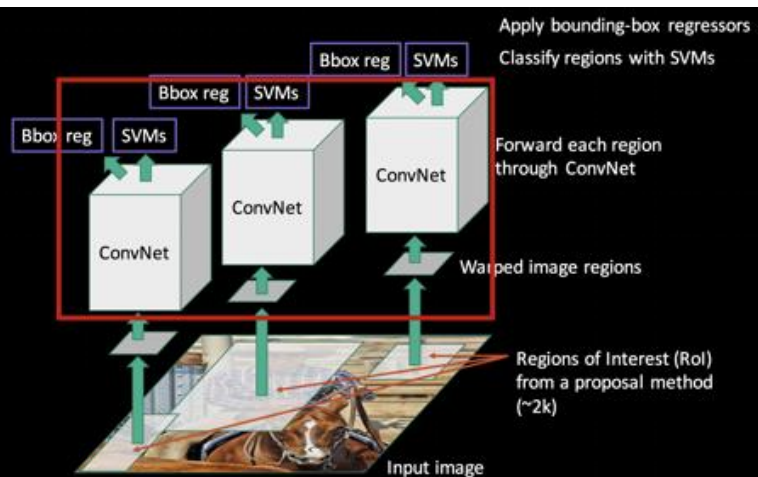 Apply bounding-box regressors
Bbox reg
SVMs
Classify regions with SVMs
Bbox reg
SVMs
Bbox reg
SVMs
Forward each region
through ConvNet
ConvNet
ConvNet
ConvNet
Warped image regions
Regions of Interest (RoI)
from a proposal method
(~2k)
Input image